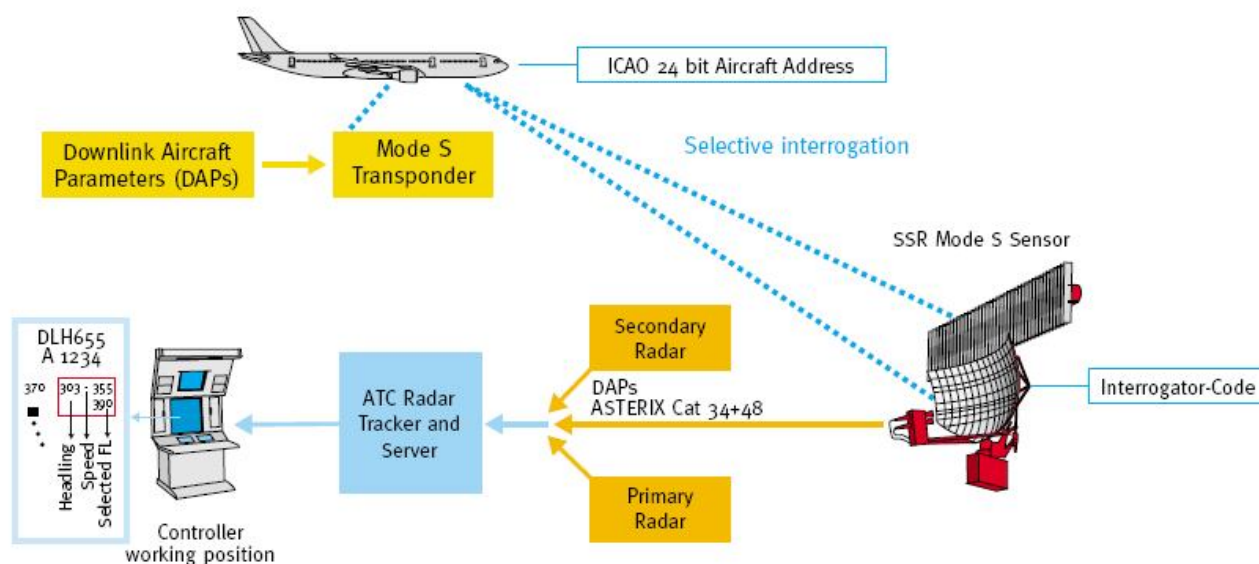 ICAO 24 bit Aircraft Address
Downlink Aircraft
Parameters (DAPs)
Mode S
Transponder
Selective interrogation
SSR Mode S Sensor
DLH655
A 1234
370
303 · 355
390
Headling
Speed
Selected FL
Controller
working position
ATC Radar
Tracker and
Server
Secondary
Radar
DAPs
ASTERIX Cat 34+48
Primary
Radar
Interrogator-Code